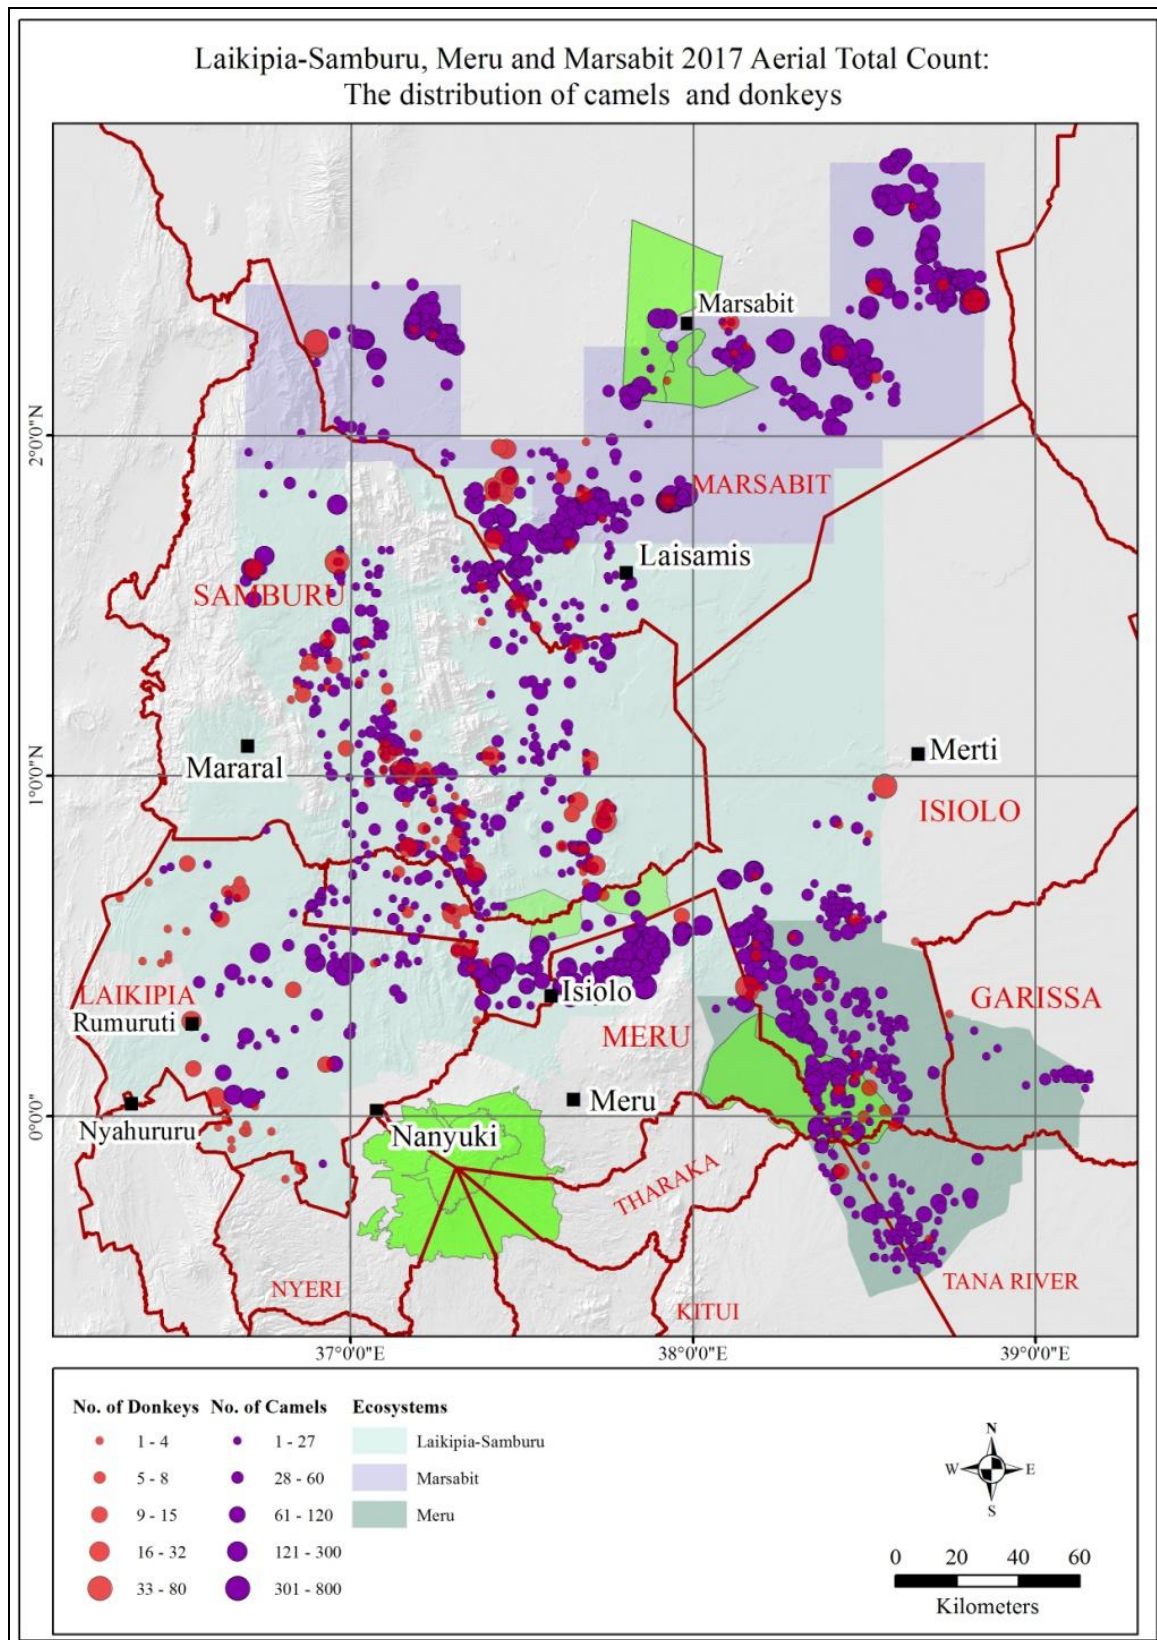 Laikipia-Samburu, Meru and Marsabit 2017 Aerial Total Count:
The distribution of camels and donkeys
Marsabit
2°0'0"N
MARSABIT
Laisamis
SAMBURU
Mararal
Merti
1°0'0"N
ISIOLO
LAIKIPIA
Isiolo
GARISSA
Rumuruti
MERU
Meru
Nyahururu
0°0'0"
Nanyuki
THARAKA
NYERI
TANA RIVER
KITUI
37°0'0"E
38°0'0"E
39°0'0"E
No. of Donkeys No. of Camels Ecosystems
1 - 4 1 - 27 Laikipia-Samburu
5 - 8 28 - 60 Marsabit
9 - 15 61 - 120 Meru
16 - 32 121 - 300
33 - 80 301 - 800
N
W E
S
0 20 40 60
Kilometers